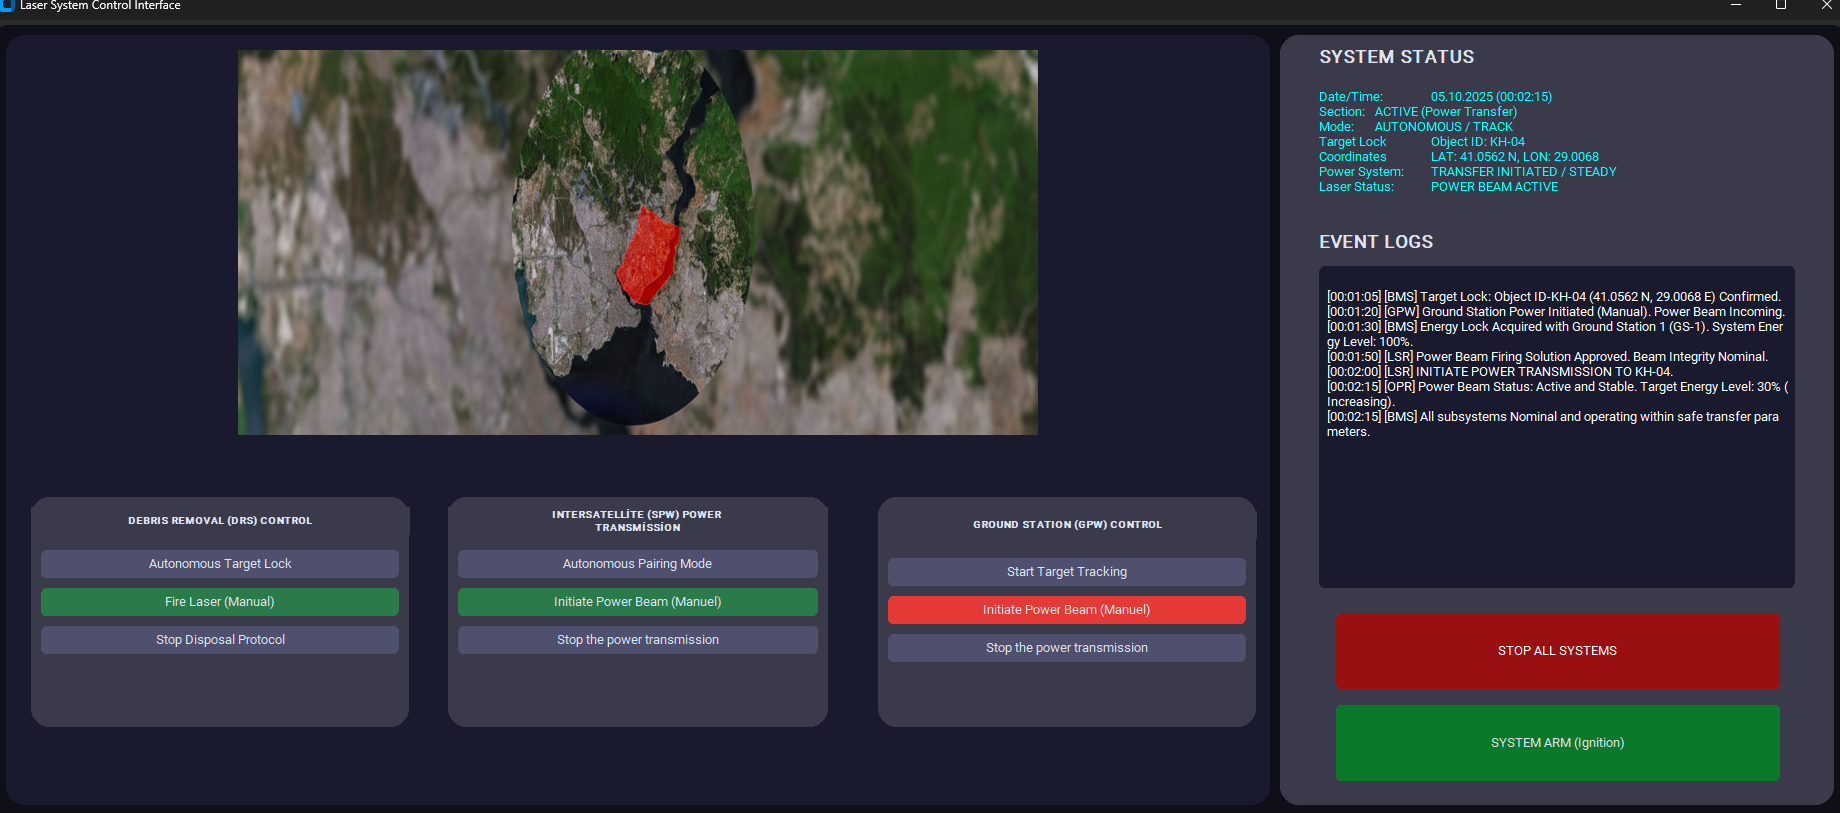 Laser System Control Interface
SYSTEM STATUS
Date/Time: 05.10.2025 (00:02:15)
Section: ACTIVE (Power Transfer)
Mode: AUTONOMOUS / TRACK
Target Lock Object ID: KH-04
Coordinates LAT: 41.0562 N, LON: 29.0068
Power System: TRANSFER INITIATED / STEADY
Laser Status: POWER BEAM ACTIVE
EVENT LOGS
[00:01:05] [BMS] Target Lock: Object ID-KH-04 (41.0562 N, 29.0068 E) Confirmed.
[00:01:20] [GPW] Ground Station Power Initiated (Manual). Power Beam Incoming.
[00:01:30] [BMS] Energy Lock Acquired with Ground Station 1 (GS-1). System Ener
gy Level: 100%.
[00:01:50] [LSR] Power Beam Firing Solution Approved. Beam Integrity Nominal.
[00:02:00] [LSR] INITIATE POWER TRANSMISSION TO KH-04.
[00:02:15] [OPR] Power Beam Status: Active and Stable. Target Energy Level: 30% (
Increasing).
[00:02:15] [BMS] All subsystems Nominal and operating within safe transfer para
meters.
DEBRIS REMOVAL (DRS) CONTROL
Autonomous Target Lock
Fire Laser (Manual)
Stop Disposal Protocol
INTERSATELLİTE (SPW) POWER
TRANSMİSSİON
Autonomous Pairing Mode
Initiate Power Beam (Manuel)
Stop the power transmission
GROUND STATION (GPW) CONTROL
Start Target Tracking
Initiate Power Beam (Manuel)
Stop the power transmission
STOP ALL SYSTEMS
SYSTEM ARM (Ignition)